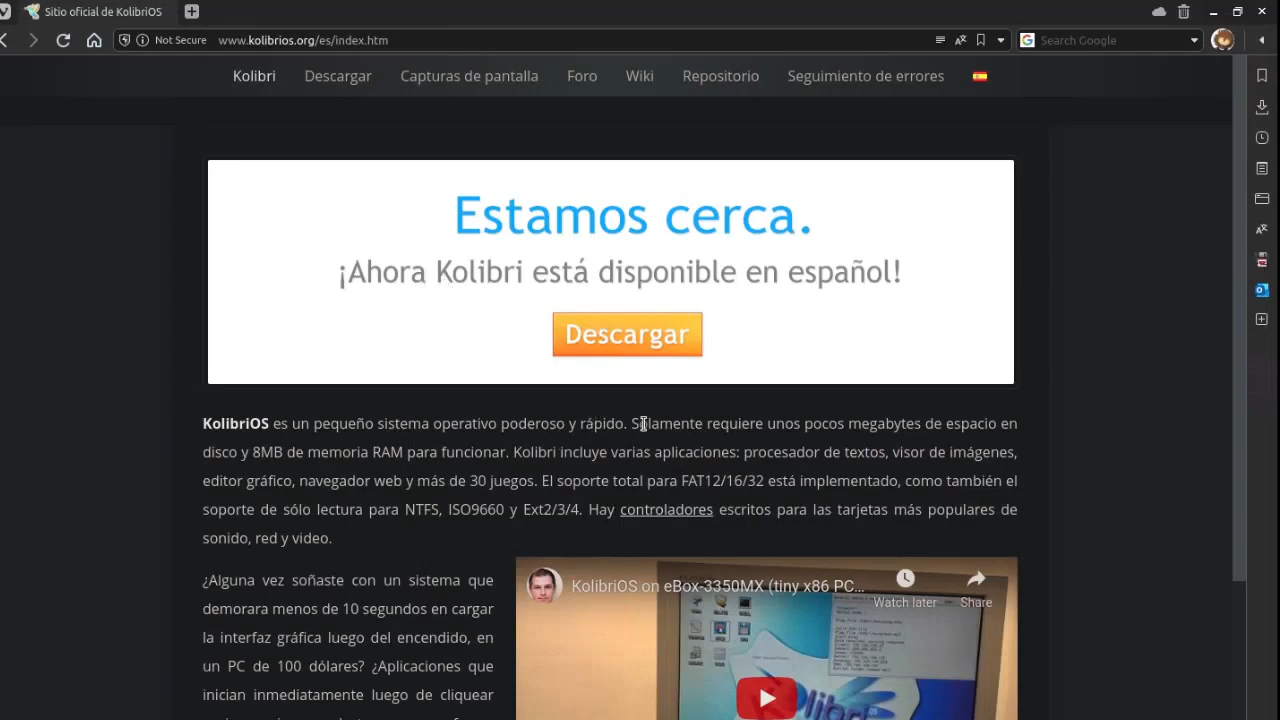 Sitio oficial de KolibriOS
Not Secure www.kolibrios.org/es/index.htm Search Google
Kolibri Descargar Capturas de pantalla Foro Wiki Repositorio Seguimiento de errores
Estamos cerca.
¡Ahora Kolibri está disponible en español!
Descargar
KolibriOS es un pequeño sistema operativo poderoso y rápido. Solamente requiere unos pocos megabytes de espacio en
disco y 8MB de memoria RAM para funcionar. Kolibri incluye varias aplicaciones: procesador de textos, visor de imágenes,
editor gráfico, navegador web y más de 30 juegos. El soporte total para FAT12/16/32 está implementado, como también el
soporte de sólo lectura para NTFS, ISO9660 y Ext2/3/4. Hay controladores escritos para las tarjetas más populares de
sonido, red y video.
¿Alguna vez soñaste con un sistema que
demorara menos de 10 segundos en cargar
la interfaz gráfica luego del encendido, en
un PC de 100 dólares? ¿Aplicaciones que
inician inmediatamente luego de cliquear
KolibriOS on eBox-3350MX (tiny x86 PC...
Watch later Share